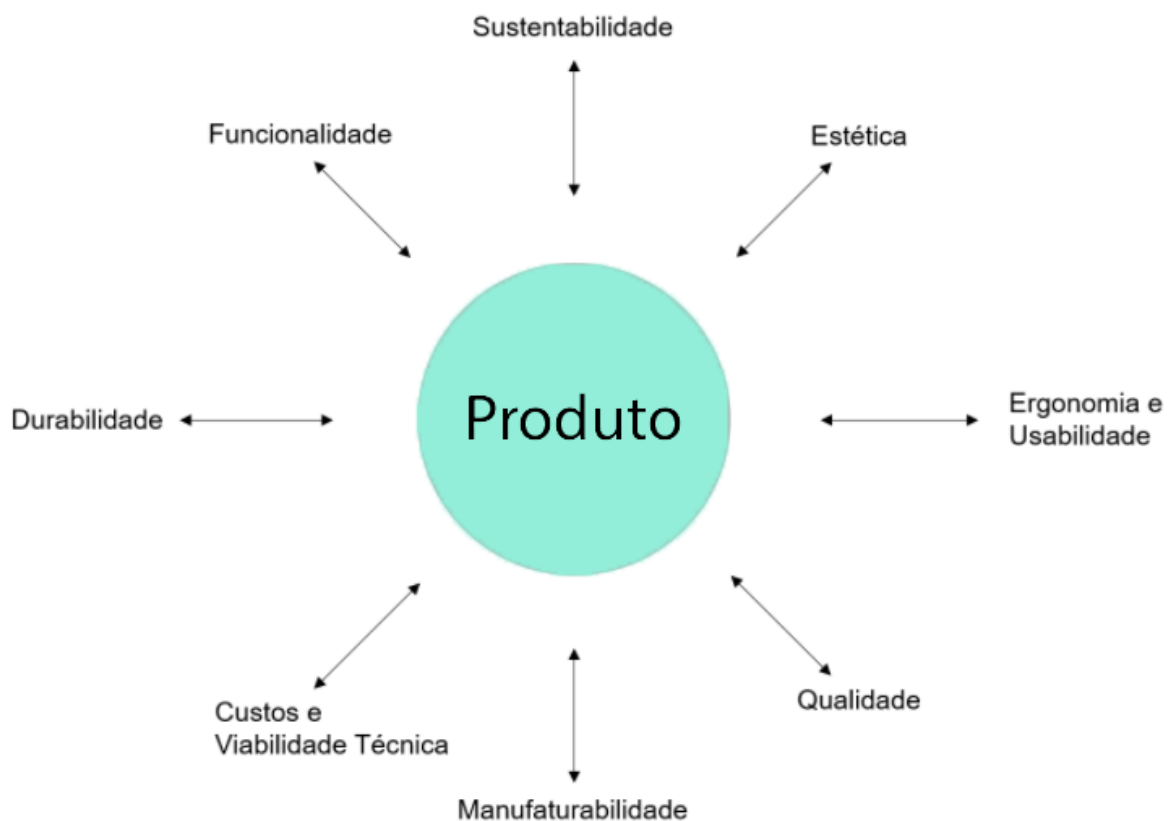 Sustentabilidade
Funcionalidade
Estética
Produto
Durabilidade
Ergonomia e
Usabilidade
Qualidade
Custos e
Viabilidade Técnica
Manufaturabilidade